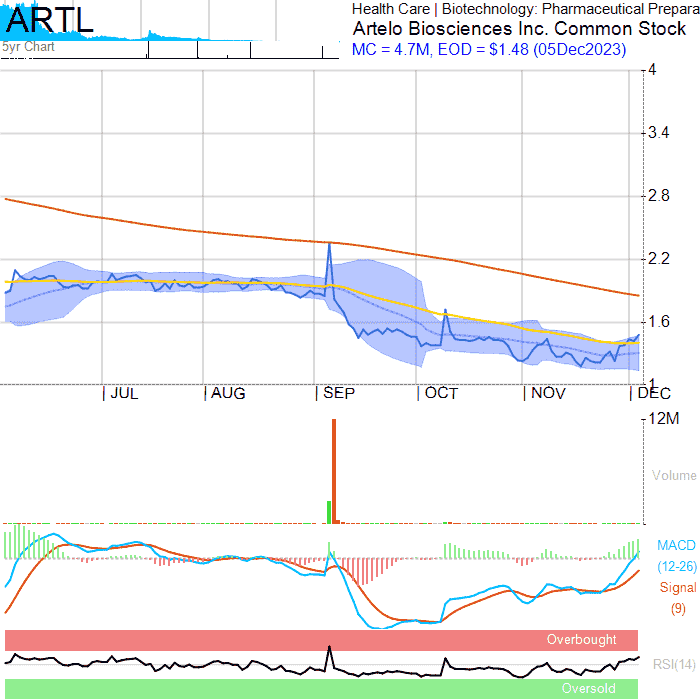 ARTL
Health Care | Biotechnology: Pharmaceutical Prepara
Artelo Biosciences Inc. Common Stock
5yr Chart
MC = 4.7M, EOD = $1.48 (05Dec2023)
4
3.4
2.8
2.2
1.6
1
JUL
AUG
SEP
OCT
NOV
DEC
12M
Volume
MACD
(12-26)
Signal
(9)
Overbought
RSI(14)
Oversold